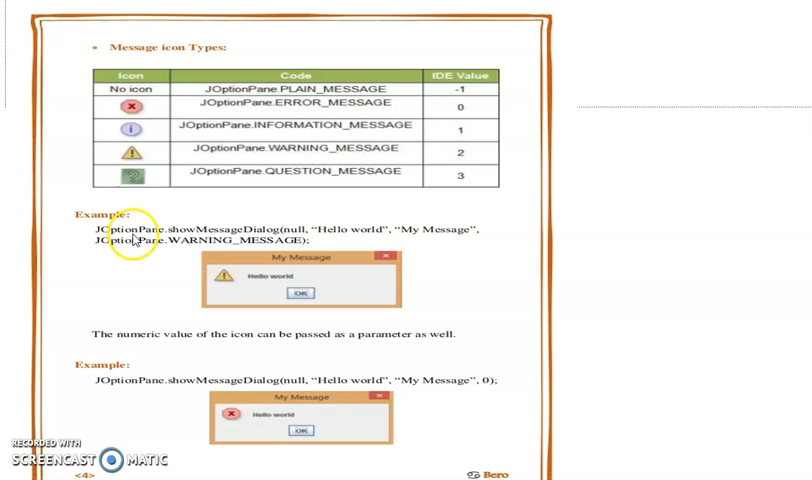 • Message icon Types:
Icon Code IDE Value
No icon JOptionPane.PLAIN_MESSAGE -1
JOptionPane.ERROR_MESSAGE 0
JOptionPane.INFORMATION_MESSAGE 1
JOptionPane.WARNING_MESSAGE 2
JOptionPane.QUESTION_MESSAGE 3
Example:
JOptionPane.showMessageDialog(null, “Hello world”, “My Message”,
JOptionPane.WARNING_MESSAGE);
My Message
Hello world
OK
The numeric value of the icon can be passed as a parameter as well.
Example:
JOptionPane.showMessageDialog(null, “Hello world”, “My Message”, 0);
My Message
Hello world
OK
RECORDED WITH
SCREENCAST MATIC
<4> Bero